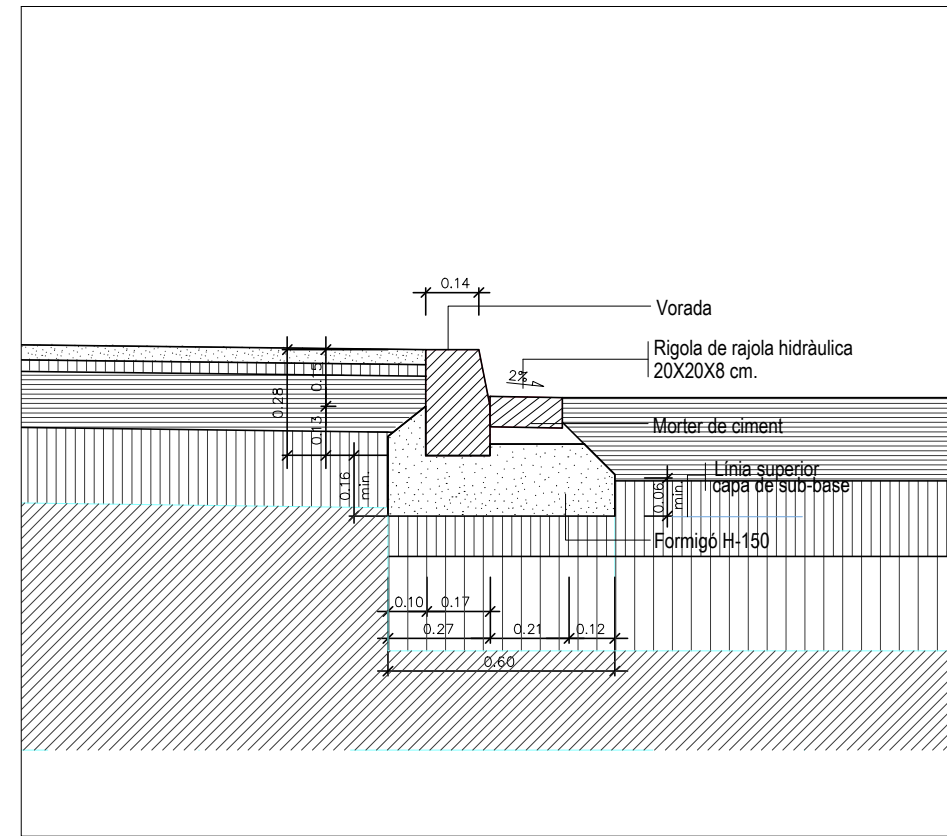 0.14
Vorada
Rigola de rajola hidràulica
20X20X8 cm.
2%
0.15
0.28
0.13
Morter de ciment
Línia superior
capa de sub-base
0.16
min.
0.06
min
Formigó H-150
0.10
0.17
0.27
0.21
0.12
0.60